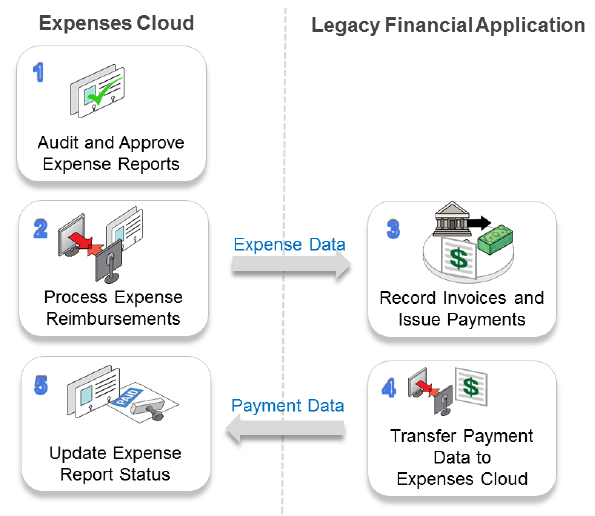 Expenses Cloud
Legacy Financial Application
1
Audit and Approve
Expense Reports
2
Process Expense
Reimbursements
Expense Data
3
$
Record Invoices and
Issue Payments
4
$
Transfer Payment
Data to
Expenses Cloud
Payment Data
5
PAID
Update Expense
Report Status